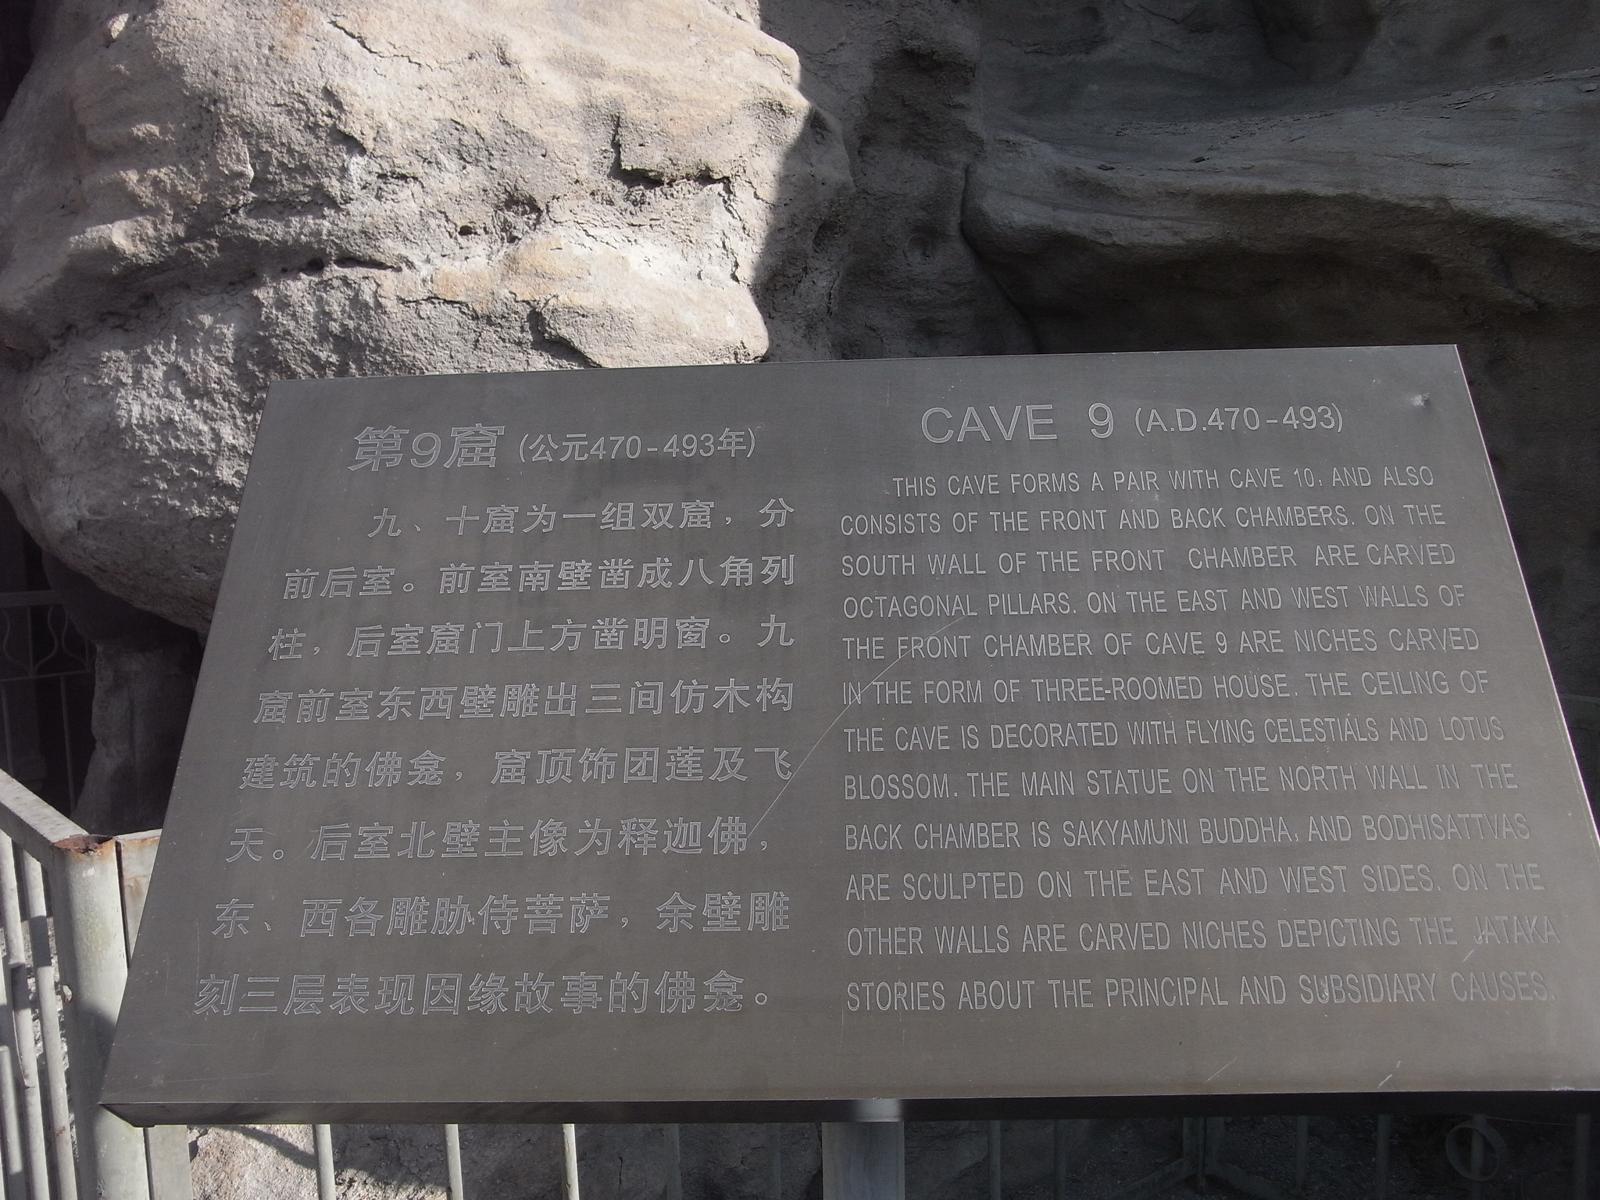 第9窟 (公元470-493年)
九、十窟为一组双窟，分
前后室。前室南壁凿成八角列
柱，后室窟门上方凿明窗。九
窟前室东西壁雕出三间仿木构
建筑的佛龛，窟顶饰团莲及飞
天。后室北壁主像为释迦佛，
东、西各雕胁侍菩萨，余壁雕
刻三层表现因缘故事的佛龛。
CAVE 9 (A.D.470-493)
THIS CAVE FORMS A PAIR WITH CAVE 10, AND ALSO
CONSISTS OF THE FRONT AND BACK CHAMBERS. ON THE
SOUTH WALL OF THE FRONT CHAMBER ARE CARVED
OCTAGONAL PILLARS. ON THE EAST AND WEST WALLS OF
THE FRONT CHAMBER OF CAVE 9 ARE NICHES CARVED
IN THE FORM OF THREE-ROOMED HOUSE. THE CEILING OF
THE CAVE IS DECORATED WITH FLYING CELESTIALS AND LOTUS
BLOSSOM. THE MAIN STATUE ON THE NORTH WALL IN THE
BACK CHAMBER IS SAKYAMUNI BUDDHA, AND BODHISATTVAS
ARE SCULPTED ON THE EAST AND WEST SIDES. ON THE
OTHER WALLS ARE CARVED NICHES DEPICTING THE JATAKA
STORIES ABOUT THE PRINCIPAL AND SUBSIDIARY CAUSES.